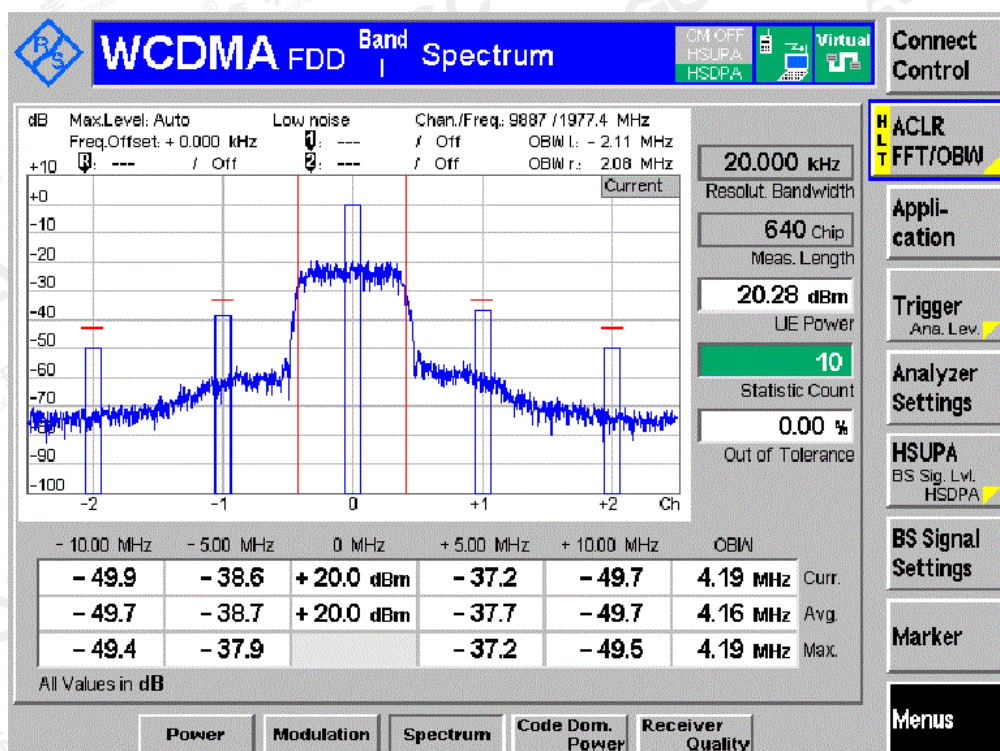 R&S
WCDMA FDD Band I Spectrum
CM OFF
HSUPA
HSDPA
Virtual
Connect Control
dB Max.Level: Auto Low noise Chan./Freq.: 9887 /1977.4 MHz
Freq.Offset: + 0.000 kHz 1: --- / Off OBW l.: - 2.11 MHz
R: --- / Off 2: --- / Off OBW r.: 2.08 MHz
Current
+10
+0
-10
-20
-30
-40
-50
-60
-70
-80
-90
-100
-2 -1 0 +1 +2 Ch
20.000 kHz
Resolut. Bandwidth
640 Chip
Meas. Length
20.28 dBm
UE Power
10
Statistic Count
0.00 %
Out of Tolerance
- 10.00 MHz - 5.00 MHz 0 MHz + 5.00 MHz + 10.00 MHz OBW
- 49.9 - 38.6 + 20.0 dBm - 37.2 - 49.7 4.19 MHz Curr.
- 49.7 - 38.7 + 20.0 dBm - 37.7 - 49.7 4.16 MHz Avg.
- 49.4 - 37.9 - 37.2 - 49.5 4.19 MHz Max.
All Values in dB
HLT
ACLR
FFT/OBW
Appli-
cation
Trigger
Ana. Lev.
Analyzer
Settings
HSUPA
BS Sig. Lvl.
HSDPA
BS Signal
Settings
Marker
Menus
Power
Modulation
Spectrum
Code Dom.
Power
Receiver
Quality